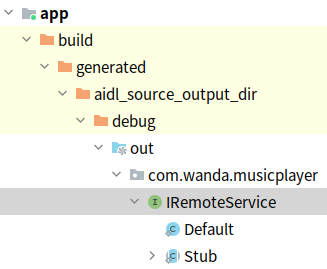 app
build
generated
aidl_source_output_dir
debug
out
com.wanda.musicplayer
IRemoteService
Default
Stub